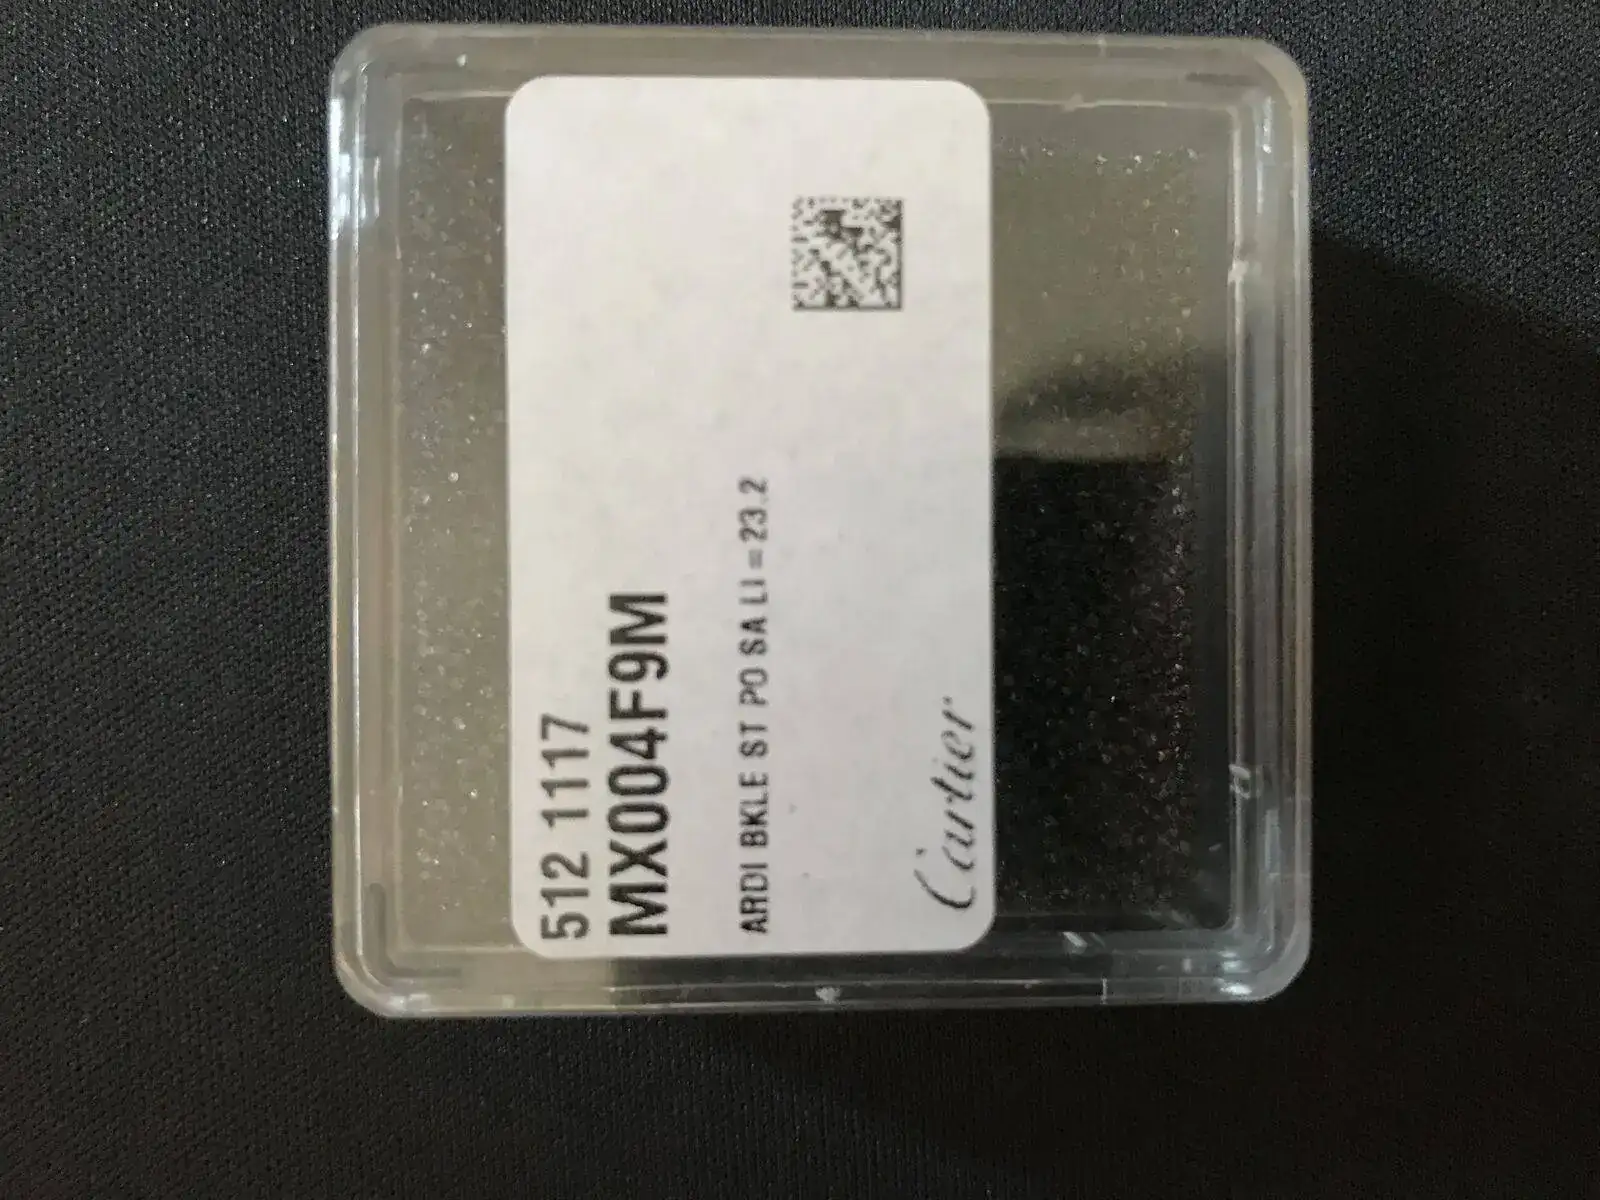 512 1117
MX004F9M
ARDI BKLE ST PO SA LI=23.2
Cartier